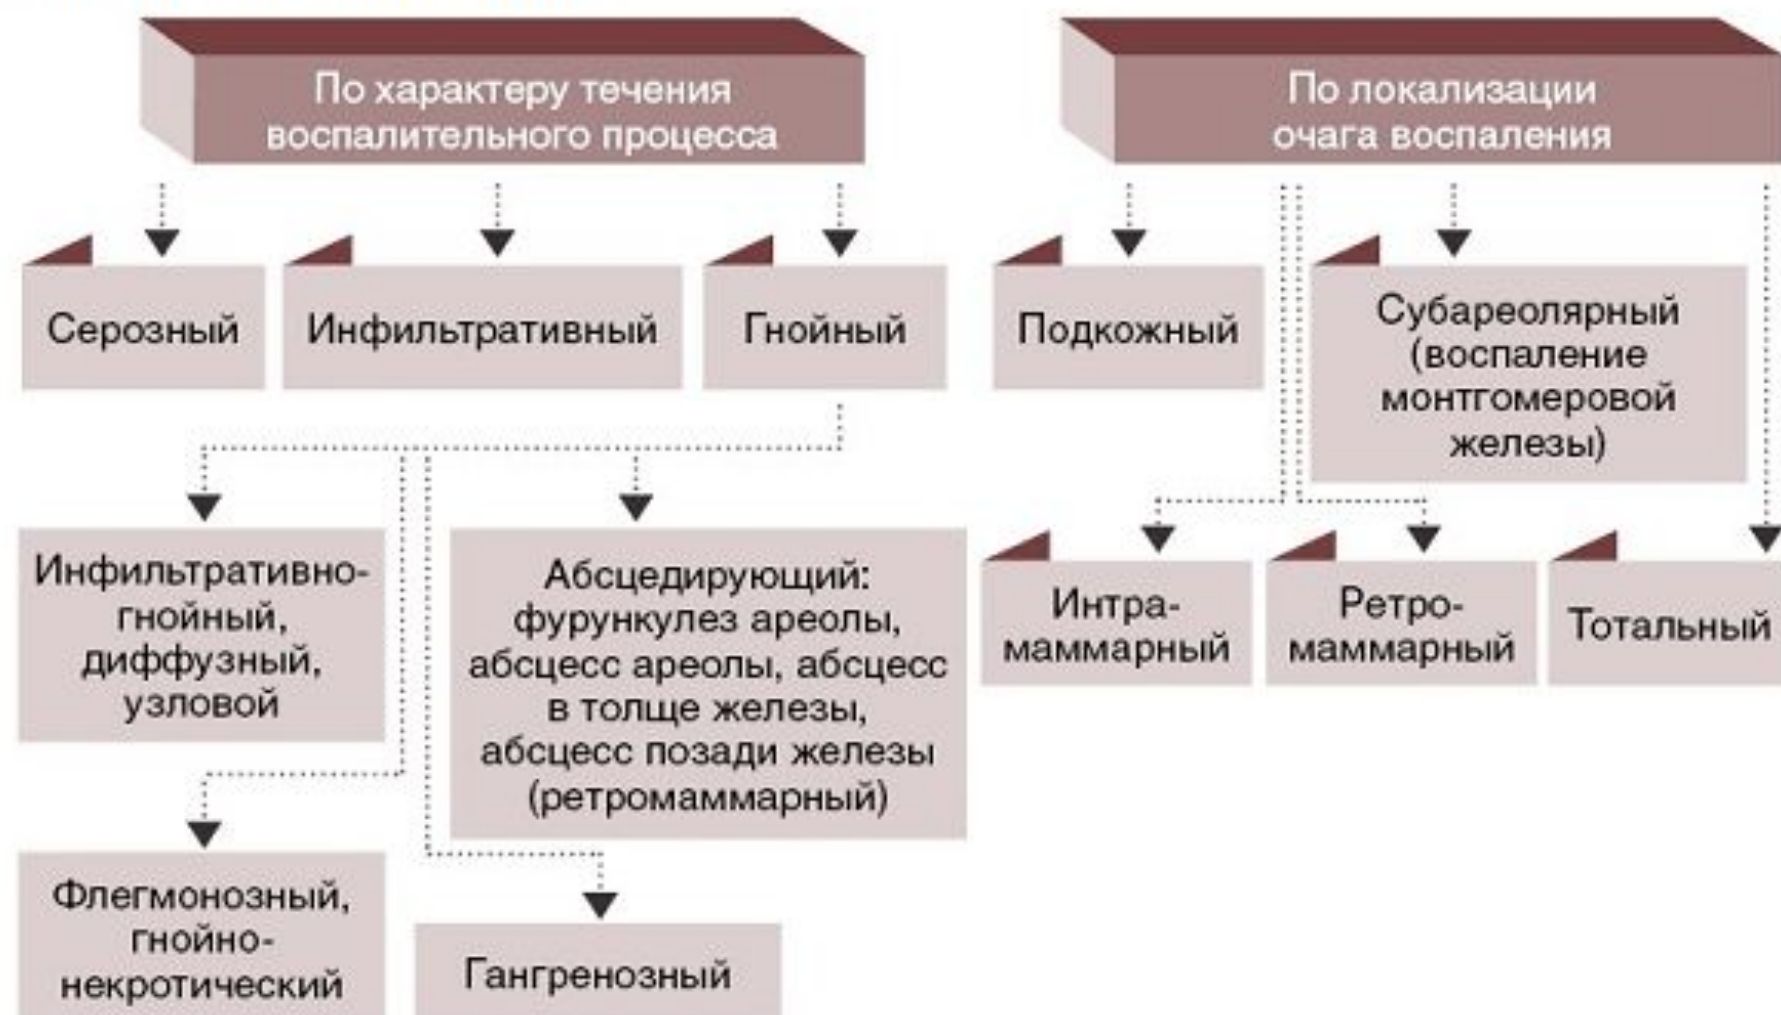 По характеру течения
воспалительного процесса
Серозный
Инфильтративный
Гнойный
Инфильтративно-
гнойный,
диффузный,
узловой
Абсцедирующий:
фурункулез ареолы,
абсцесс ареолы, абсцесс
в толще железы,
абсцесс позади железы
(ретромаммарный)
Флегмонозный,
гнойно-
некротический
Гангренозный
По локализации
очага воспаления
Подкожный
Субареолярный
(воспаление
монтгомеровой
железы)
Интра-
маммарный
Ретро-
маммарный
Тотальный